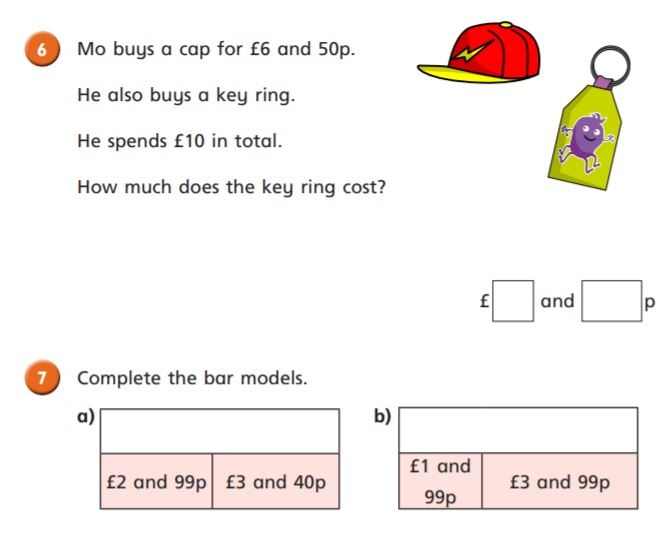 6 Mo buys a cap for £6 and 50p.
He also buys a key ring.
He spends £10 in total.
How much does the key ring cost?
£ and p
7 Complete the bar models.
a)
£2 and 99p £3 and 40p
b)
£1 and
99p
£3 and 99p